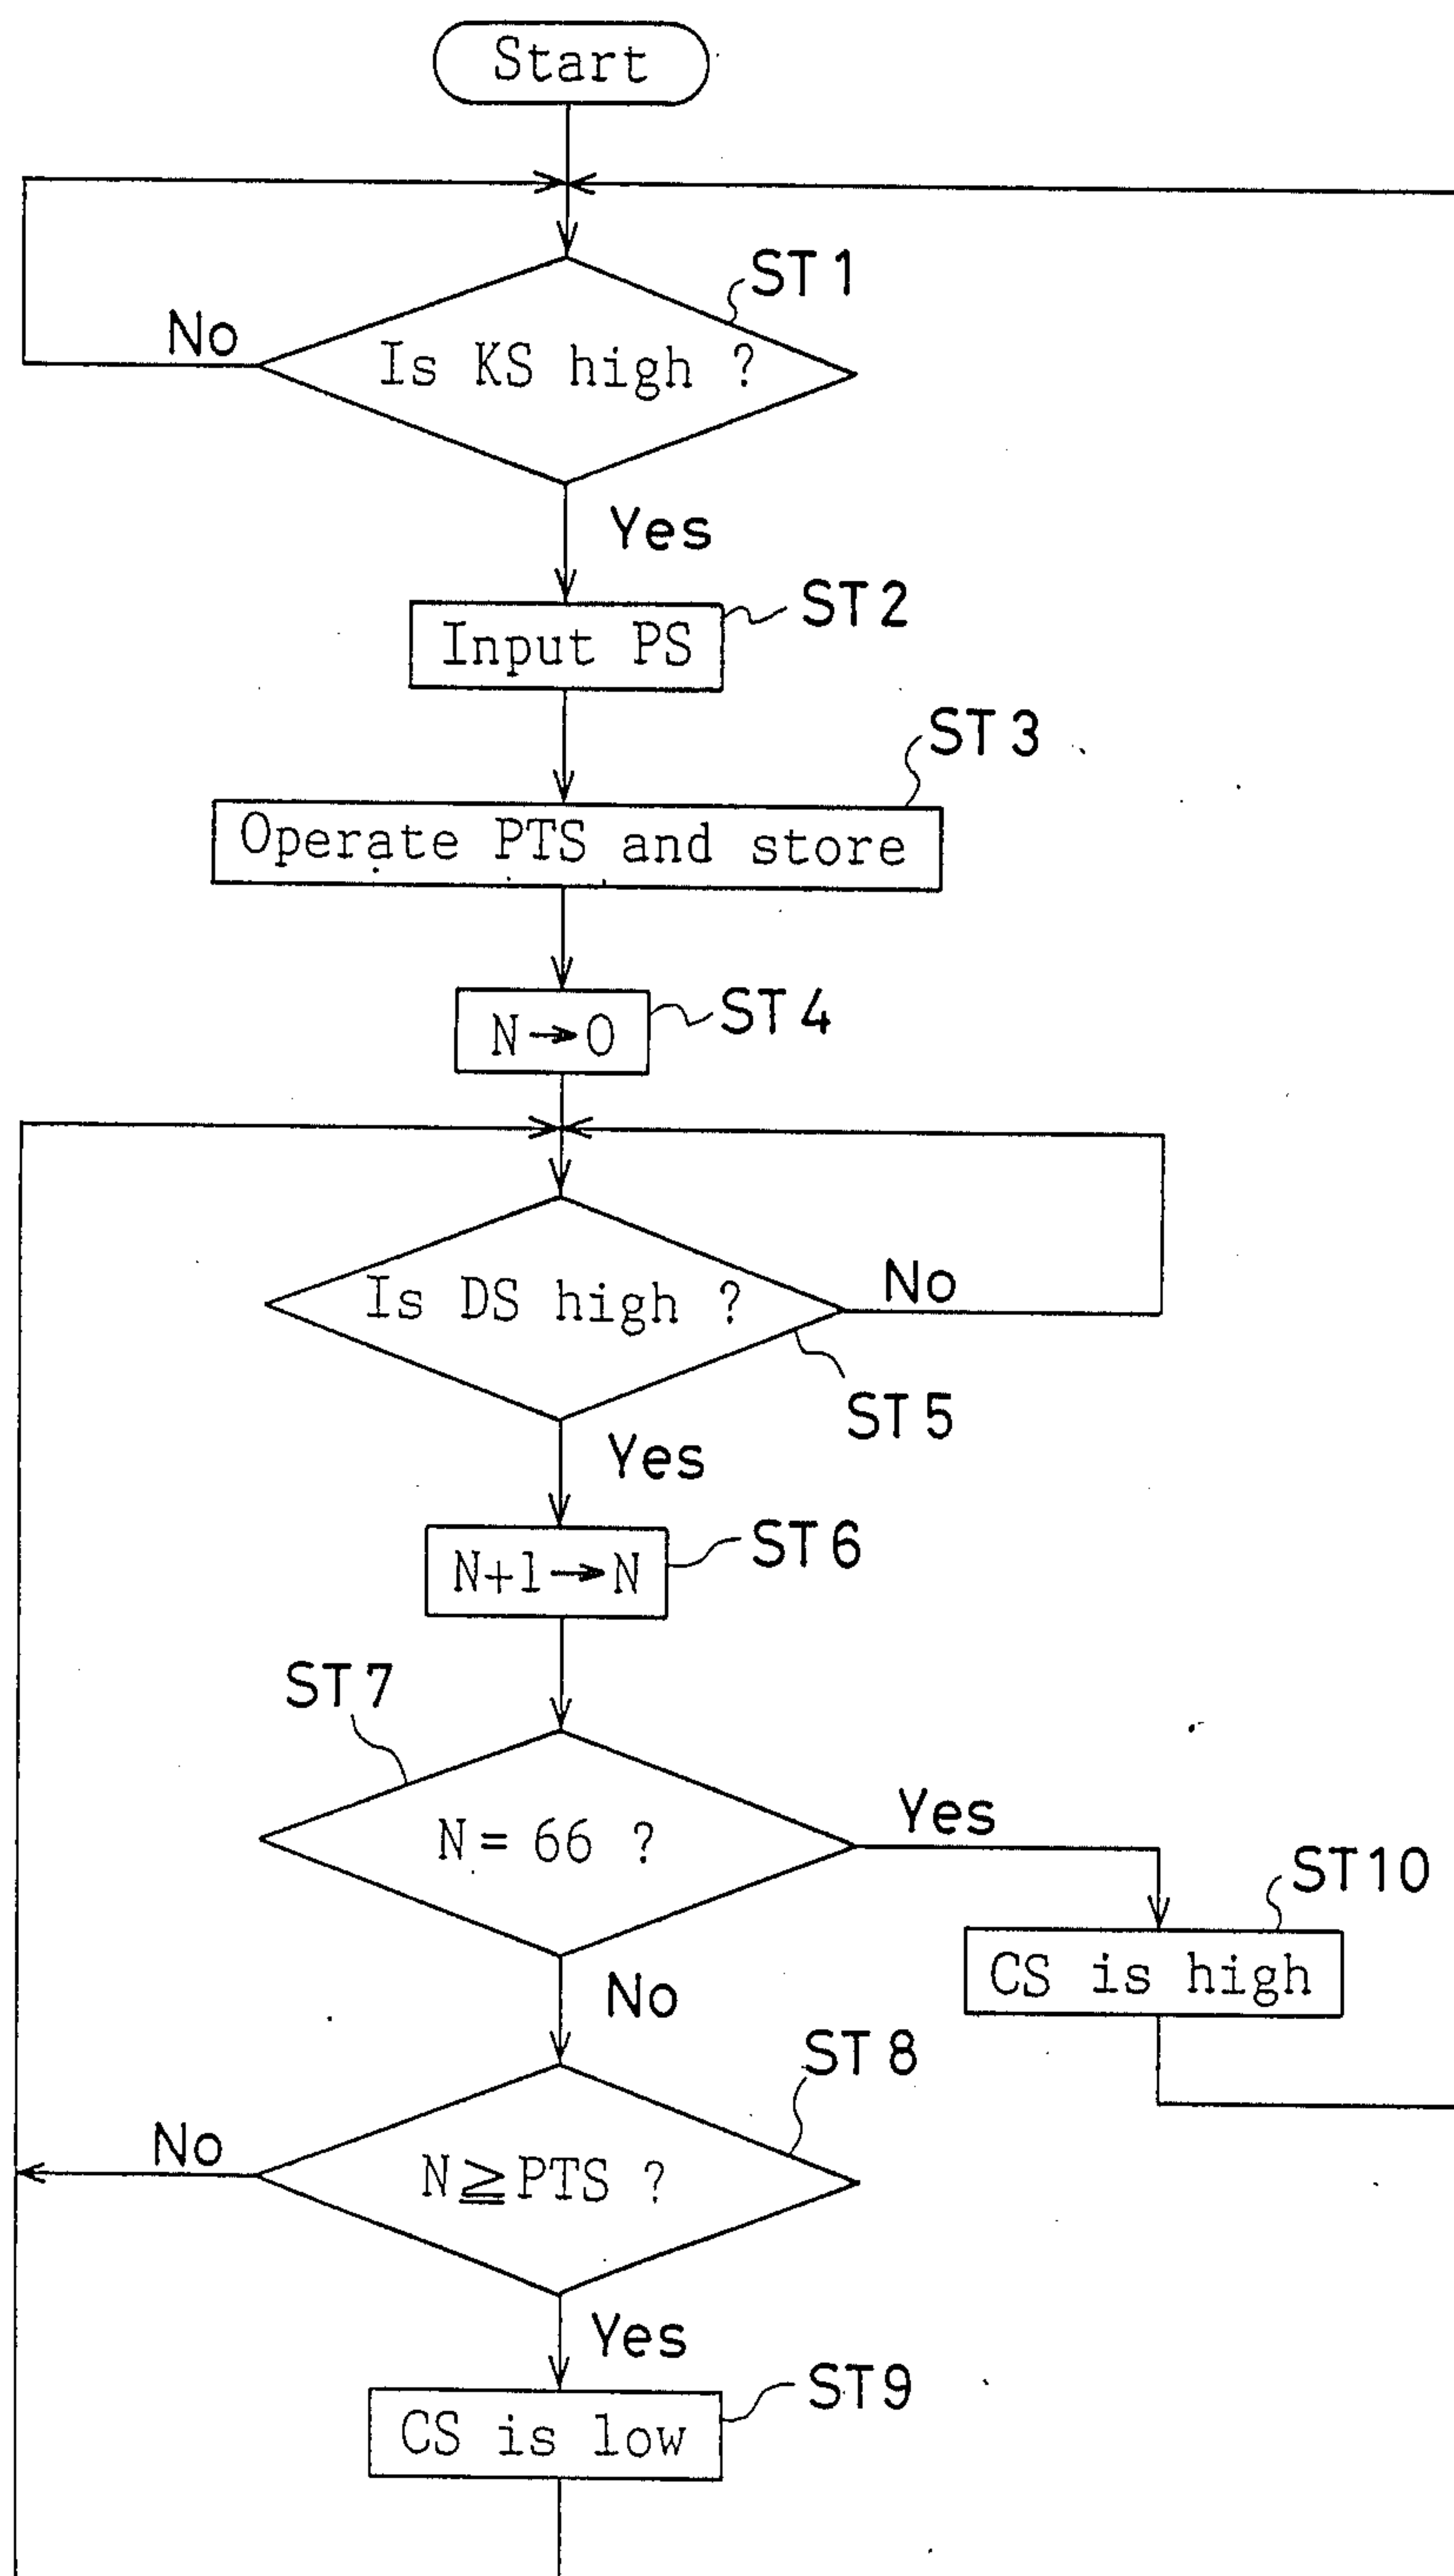 Start
ST1
No
Is KS high ?
Yes
ST2
Input PS
ST3
Operate PTS and store
ST4
N→0
Is DS high ?
No
ST5
Yes
ST6
N+1→N
ST7
N= 66 ?
Yes
ST10
CS is high
No
ST8
No
N≧PTS ?
Yes
ST9
CS is low